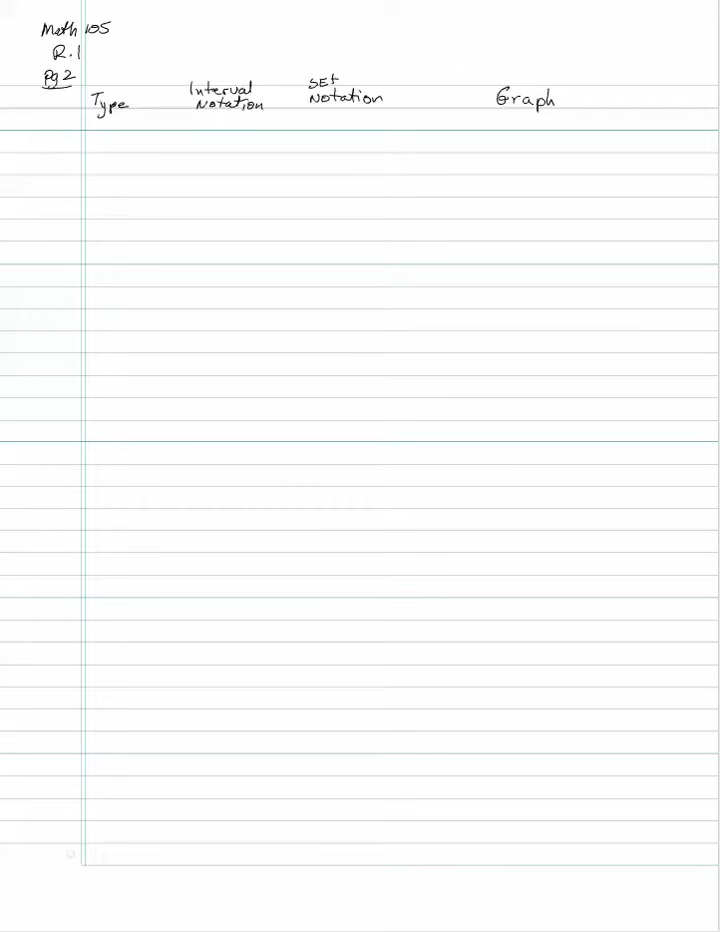 Math 105
R.1
pg 2
Type
Interval
Notation
SEt
Notation
Graph